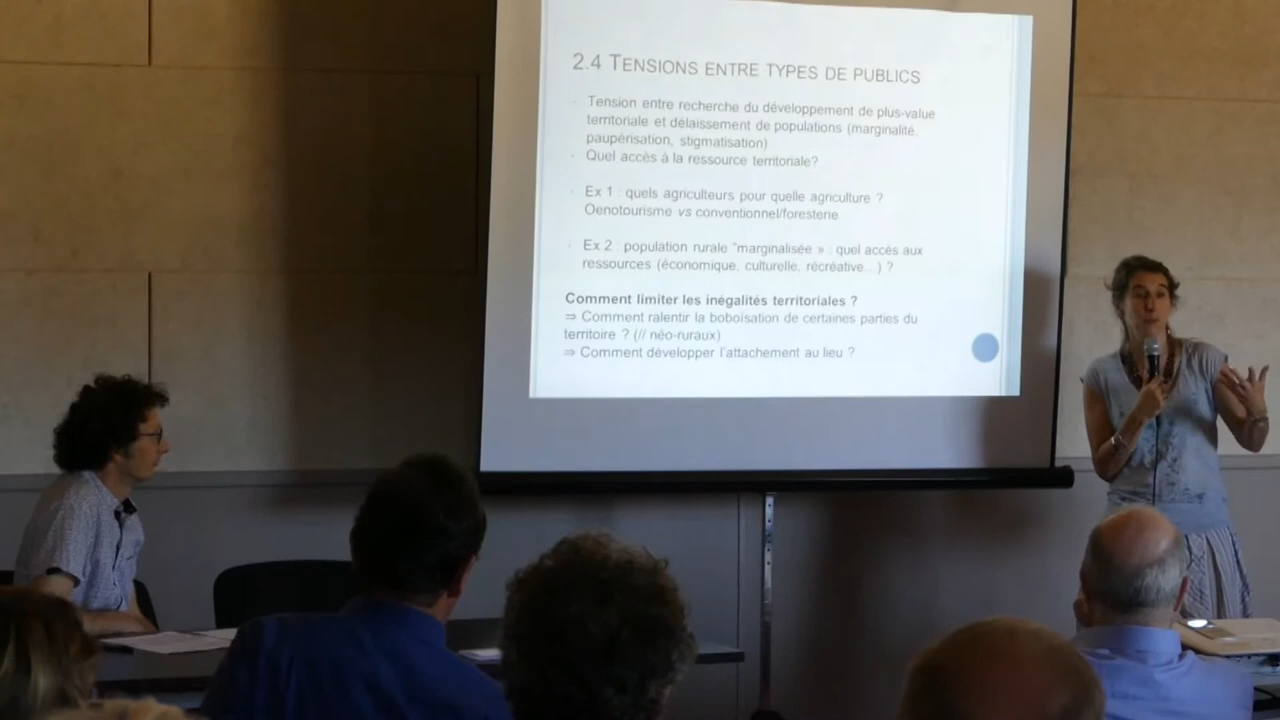 2.4 TENSIONS ENTRE TYPES DE PUBLICS
Tension entre recherche du développement de plus-value
territoriale et délaissement de populations (marginalité,
paupérisation, stigmatisation)
Quel accès à la ressource territoriale?
Ex 1 : quels agriculteurs pour quelle agriculture ?
Oenotourisme vs conventionnel/foresterie
Ex 2 : population rurale "marginalisée » : quel accès aux
ressources (économique, culturelle, récréative...) ?
Comment limiter les inégalités territoriales ?
⇒ Comment ralentir la boboïsation de certaines parties du
territoire ? (// néo-ruraux)
⇒ Comment développer l'attachement au lieu ?